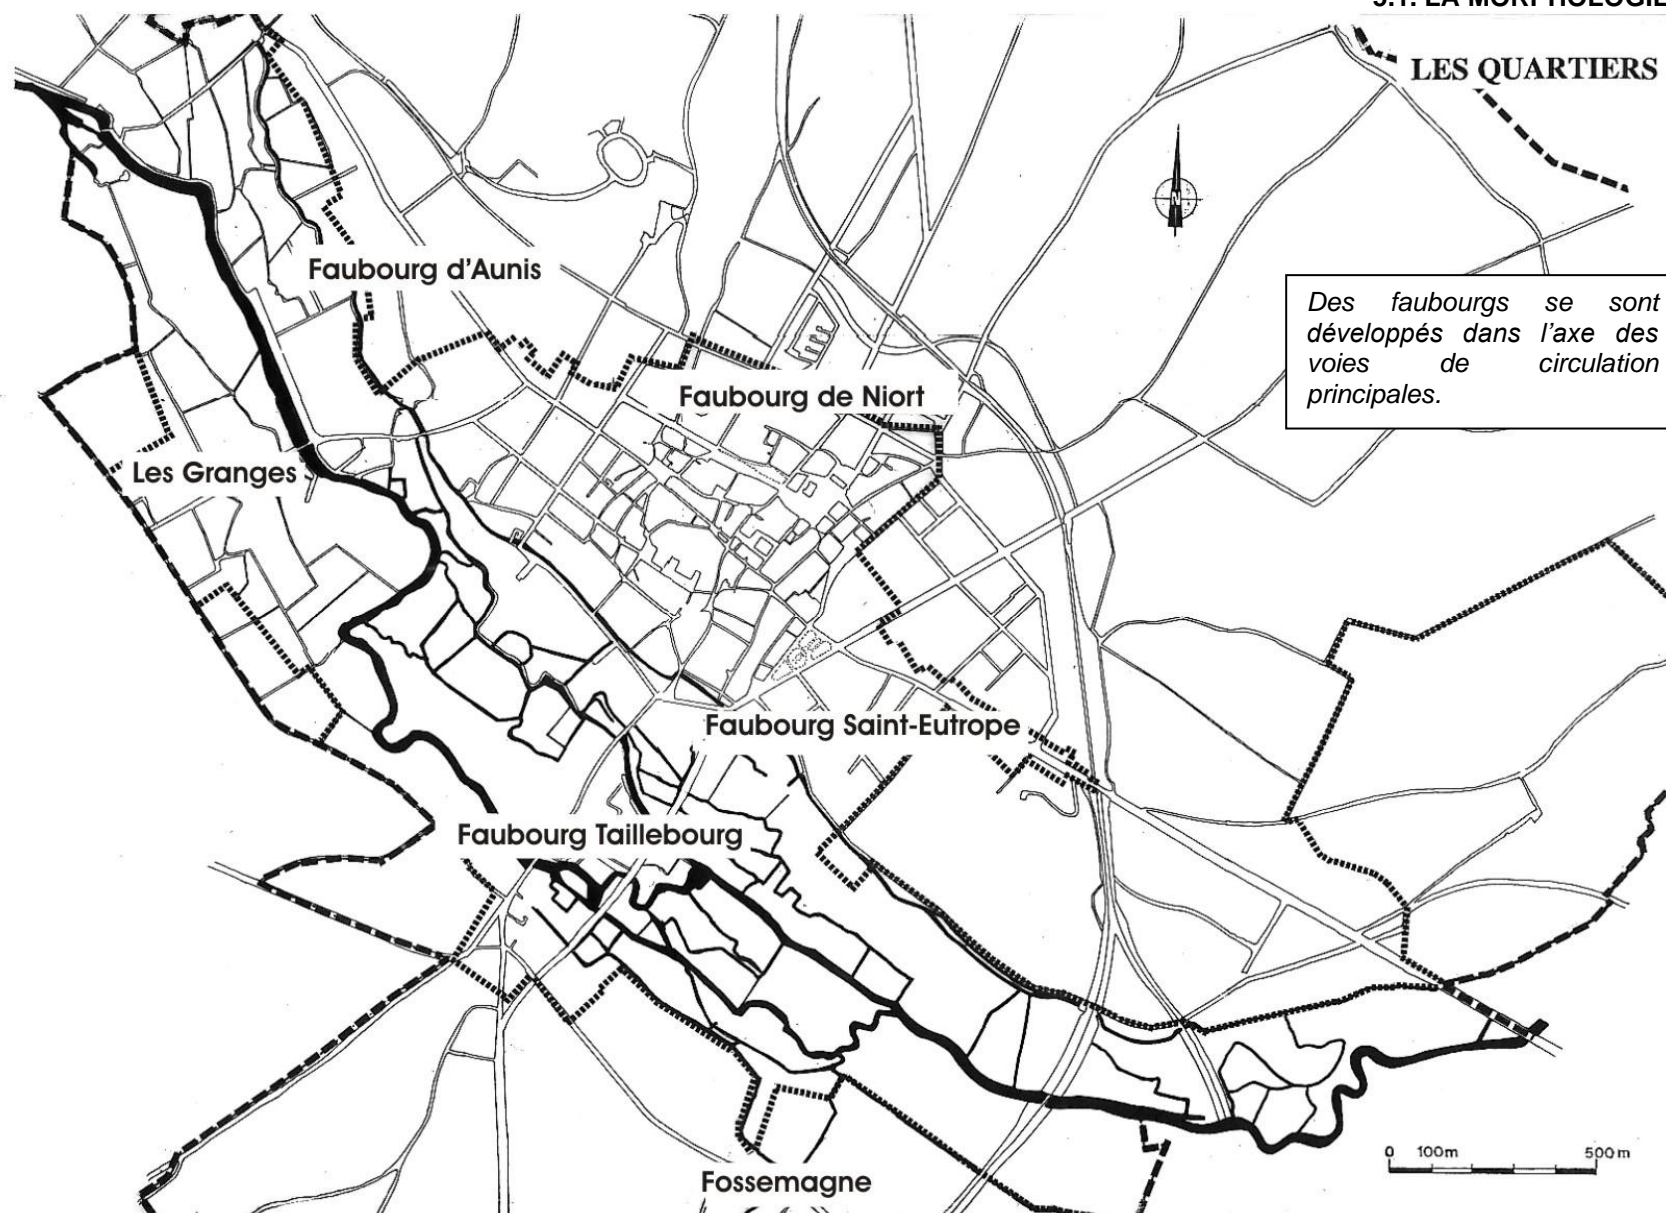 LES QUARTIERS
Des faubourgs se sont
développés dans l'axe des
voies de circulation
principales.
N
Faubourg d'Aunis
Faubourg de Niort
Les Granges
Faubourg Saint-Eutrope
Faubourg Taillebourg
Fossemagne
0 100m 500m